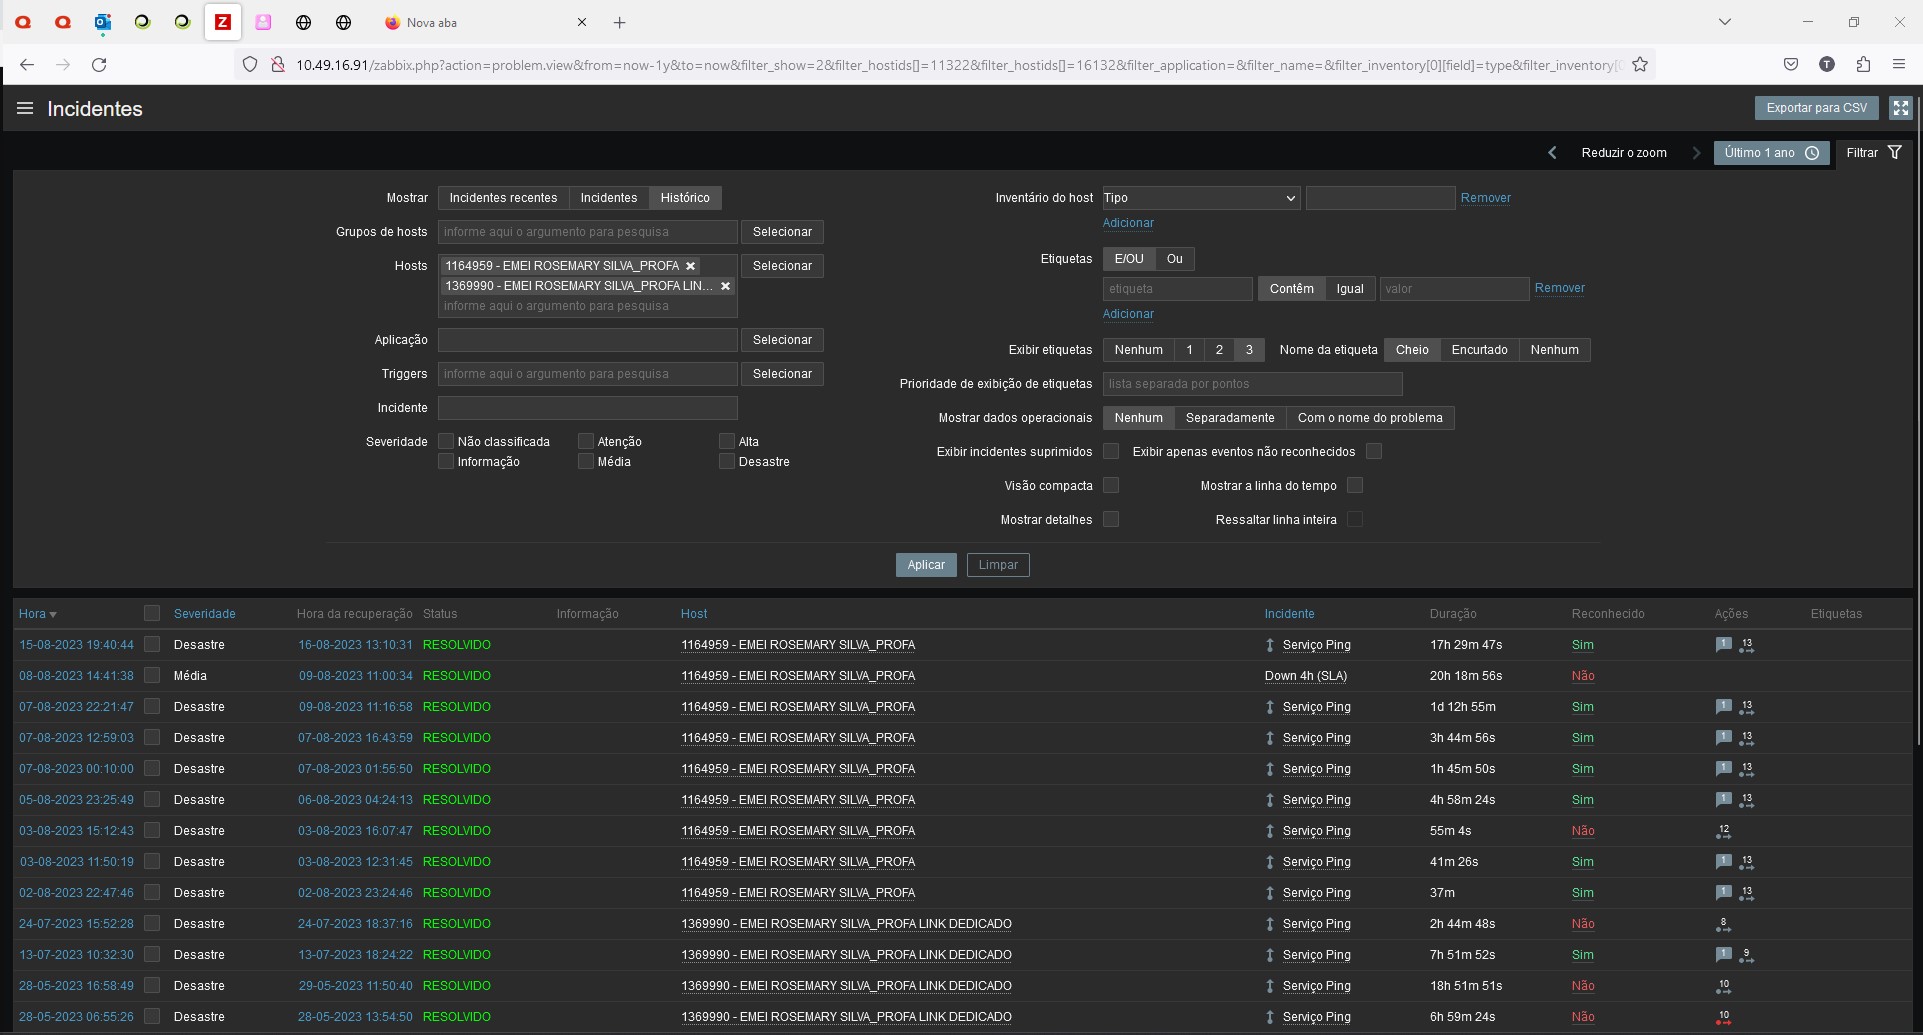 Nova aba
10.49.16.91/zabbix.php?action=problem.view&from=now-1y&to=now&filter_show=2&filter_hostids[]=11322&filter_hostids[]=16132&filter_application=&filter_name=&filter_inventory[0][field]=type&filter_inventory[
Incidentes
Exportar para CSV
Reduzir o zoom
Último 1 ano
Filtrar
Mostrar Incidentes recentes Incidentes Histórico
Grupos de hosts informe aqui o argumento para pesquisa Selecionar
Hosts 1164959 - EMEI ROSEMARY SILVA_PROFA Selecionar
1369990 - EMEI ROSEMARY SILVA_PROFA LIN...
informe aqui o argumento para pesquisa
Aplicação Selecionar
Triggers informe aqui o argumento para pesquisa Selecionar
Incidente
Severidade Não classificada Atenção Alta
Informação Média Desastre
Inventário do host Tipo Remover
Adicionar
Etiquetas E/OU Ou
etiqueta Contêm Igual valor Remover
Adicionar
Exibir etiquetas Nenhum 1 2 3 Nome da etiqueta Cheio Encurtado Nenhum
Prioridade de exibição de etiquetas lista separada por pontos
Mostrar dados operacionais Nenhum Separadamente Com o nome do problema
Exibir incidentes suprimidos Exibir apenas eventos não reconhecidos
Visão compacta Mostrar a linha do tempo
Mostrar detalhes Ressaltar linha inteira
Aplicar Limpar
Hora Severidade Hora da recuperação Status Informação Host Incidente Duração Reconhecido Ações Etiquetas
15-08-2023 19:40:44 Desastre 16-08-2023 13:10:31 RESOLVIDO 1164959 - EMEI ROSEMARY SILVA_PROFA Serviço Ping 17h 29m 47s Sim 1 13
08-08-2023 14:41:38 Média 09-08-2023 11:00:34 RESOLVIDO 1164959 - EMEI ROSEMARY SILVA_PROFA Down 4h (SLA) 20h 18m 56s Não
07-08-2023 22:21:47 Desastre 09-08-2023 11:16:58 RESOLVIDO 1164959 - EMEI ROSEMARY SILVA_PROFA Serviço Ping 1d 12h 55m Sim 1 13
07-08-2023 12:59:03 Desastre 07-08-2023 16:43:59 RESOLVIDO 1164959 - EMEI ROSEMARY SILVA_PROFA Serviço Ping 3h 44m 56s Sim 1 13
07-08-2023 00:10:00 Desastre 07-08-2023 01:55:50 RESOLVIDO 1164959 - EMEI ROSEMARY SILVA_PROFA Serviço Ping 1h 45m 50s Sim 1 13
05-08-2023 23:25:49 Desastre 06-08-2023 04:24:13 RESOLVIDO 1164959 - EMEI ROSEMARY SILVA_PROFA Serviço Ping 4h 58m 24s Sim 1 13
03-08-2023 15:12:43 Desastre 03-08-2023 16:07:47 RESOLVIDO 1164959 - EMEI ROSEMARY SILVA_PROFA Serviço Ping 55m 4s Não 12
03-08-2023 11:50:19 Desastre 03-08-2023 12:31:45 RESOLVIDO 1164959 - EMEI ROSEMARY SILVA_PROFA Serviço Ping 41m 26s Sim 1 13
02-08-2023 22:47:46 Desastre 02-08-2023 23:24:46 RESOLVIDO 1164959 - EMEI ROSEMARY SILVA_PROFA Serviço Ping 37m Sim 1 13
24-07-2023 15:52:28 Desastre 24-07-2023 18:37:16 RESOLVIDO 1369990 - EMEI ROSEMARY SILVA_PROFA LINK DEDICADO Serviço Ping 2h 44m 48s Não 8
13-07-2023 10:32:30 Desastre 13-07-2023 18:24:22 RESOLVIDO 1369990 - EMEI ROSEMARY SILVA_PROFA LINK DEDICADO Serviço Ping 7h 51m 52s Sim 1 9
28-05-2023 16:58:49 Desastre 29-05-2023 11:50:40 RESOLVIDO 1369990 - EMEI ROSEMARY SILVA_PROFA LINK DEDICADO Serviço Ping 18h 51m 51s Não 10
28-05-2023 06:55:26 Desastre 28-05-2023 13:54:50 RESOLVIDO 1369990 - EMEI ROSEMARY SILVA_PROFA LINK DEDICADO Serviço Ping 6h 59m 24s Não 10